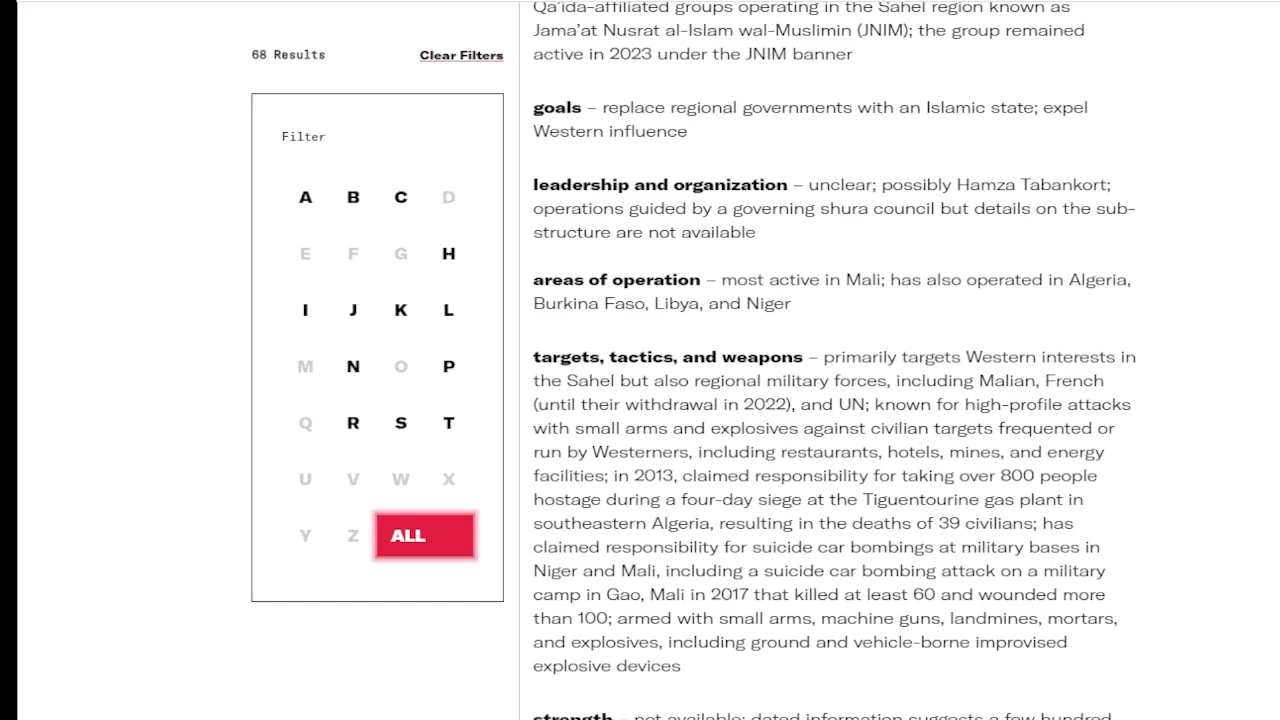 68 Results
Clear Filters
Filter
A B C D
E F G H
I J K L
M N O P
Q R S T
U V W X
Y Z ALL
Qa’ida-affiliated groups operating in the Sahel region known as
Jama’at Nusrat al-Islam wal-Muslimin (JNIM); the group remained
active in 2023 under the JNIM banner
goals – replace regional governments with an Islamic state; expel
Western influence
leadership and organization – unclear; possibly Hamza Tabankort;
operations guided by a governing shura council but details on the sub-
structure are not available
areas of operation – most active in Mali; has also operated in Algeria,
Burkina Faso, Libya, and Niger
targets, tactics, and weapons – primarily targets Western interests in
the Sahel but also regional military forces, including Malian, French
(until their withdrawal in 2022), and UN; known for high-profile attacks
with small arms and explosives against civilian targets frequented or
run by Westerners, including restaurants, hotels, mines, and energy
facilities; in 2013, claimed responsibility for taking over 800 people
hostage during a four-day siege at the Tiguentourine gas plant in
southeastern Algeria, resulting in the deaths of 39 civilians; has
claimed responsibility for suicide car bombings at military bases in
Niger and Mali, including a suicide car bombing attack on a military
camp in Gao, Mali in 2017 that killed at least 60 and wounded more
than 100; armed with small arms, machine guns, landmines, mortars,
and explosives, including ground and vehicle-borne improvised
explosive devices
strength – not available; dated information suggests a few hundred